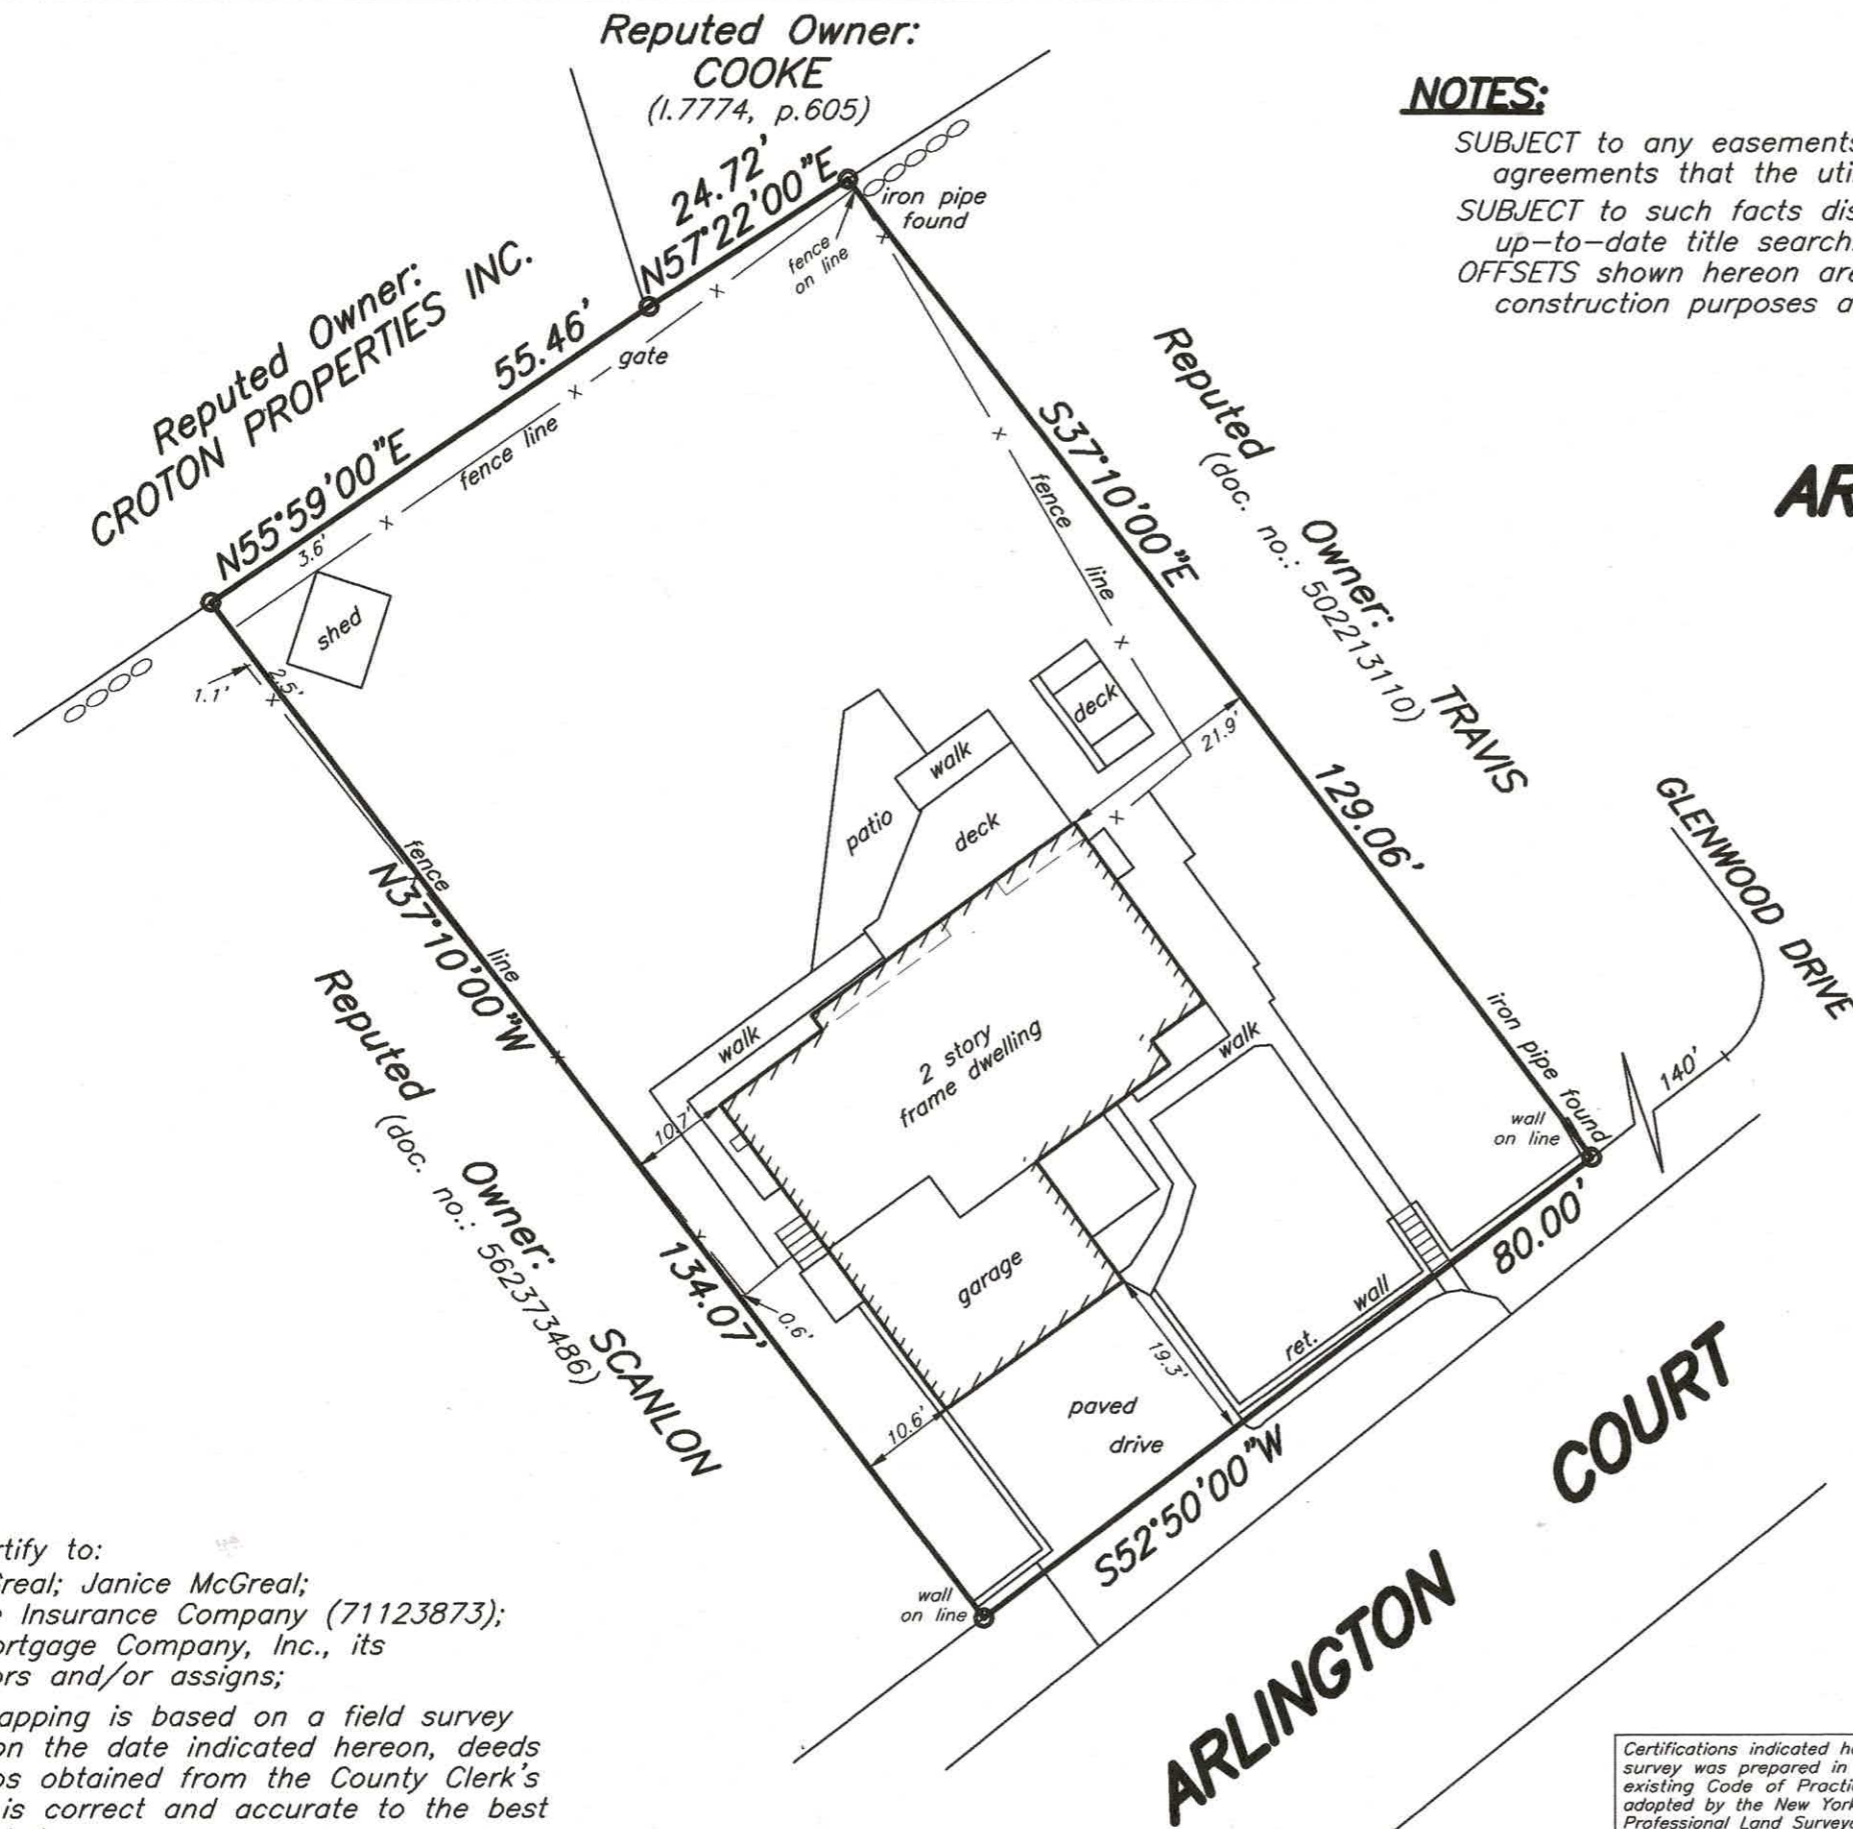 Reputed Owner:
COOKE
(l.7774, p.605)
24.72'
N57°22'00"E
iron pipe
found
fence
on line
NOTES:
SUBJECT to any easements
agreements that the uti
SUBJECT to such facts dis
up-to-date title search
OFFSETS shown hereon are
construction purposes a
Reputed Owner:
CROTON PROPERTIES INC.
55.46'
N55°59'00"E
gate
fence line
3.6'
shed
1.1'
2.5'
S37°10'00"E
129.06'
fence
line
Reputed Owner: TRAVIS
(doc. no.: 502213110)
AR
deck
21.9'
walk
patio
deck
GLENWOOD DRIVE
fence
line
N37°10'00"W
134.07'
Reputed Owner: SCANLON
(doc. no.: 562373486)
walk
2 story
frame dwelling
walk
10.7'
iron pipe found
wall
on line
140'
80.00'
garage
0.6'
wall
ret.
19.3'
10.6'
paved
drive
S52°50'00"W
wall
on line
ARLINGTON COURT
rtify to:
real; Janice McGreal;
Insurance Company (71123873);
ortgage Company, Inc., its
ors and/or assigns;
apping is based on a field survey
on the date indicated hereon, deeds
os obtained from the County Clerk's
is correct and accurate to the best
Certifications indicated he
survey was prepared in
existing Code of Practi
adopted by the New York
Professional Land Surveyo